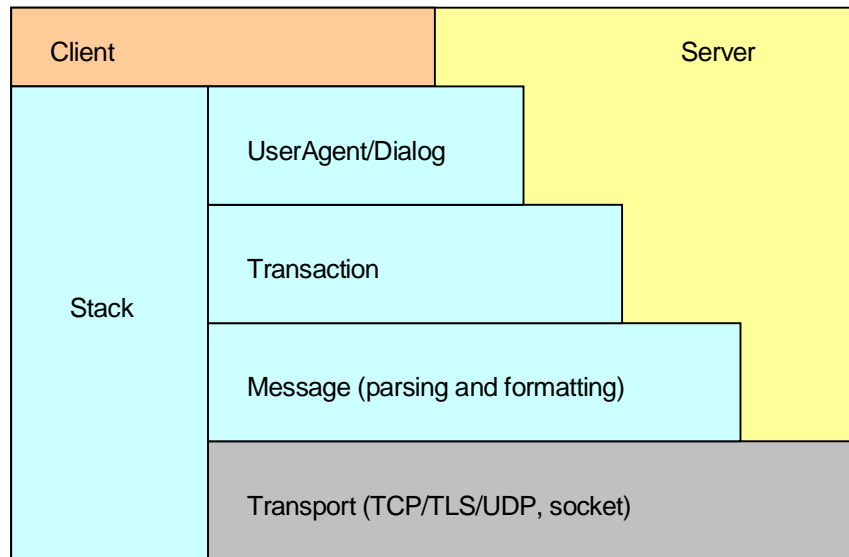 Client
Server
UserAgent/Dialog
Transaction
Stack
Message (parsing and formatting)
Transport (TCP/TLS/UDP, socket)